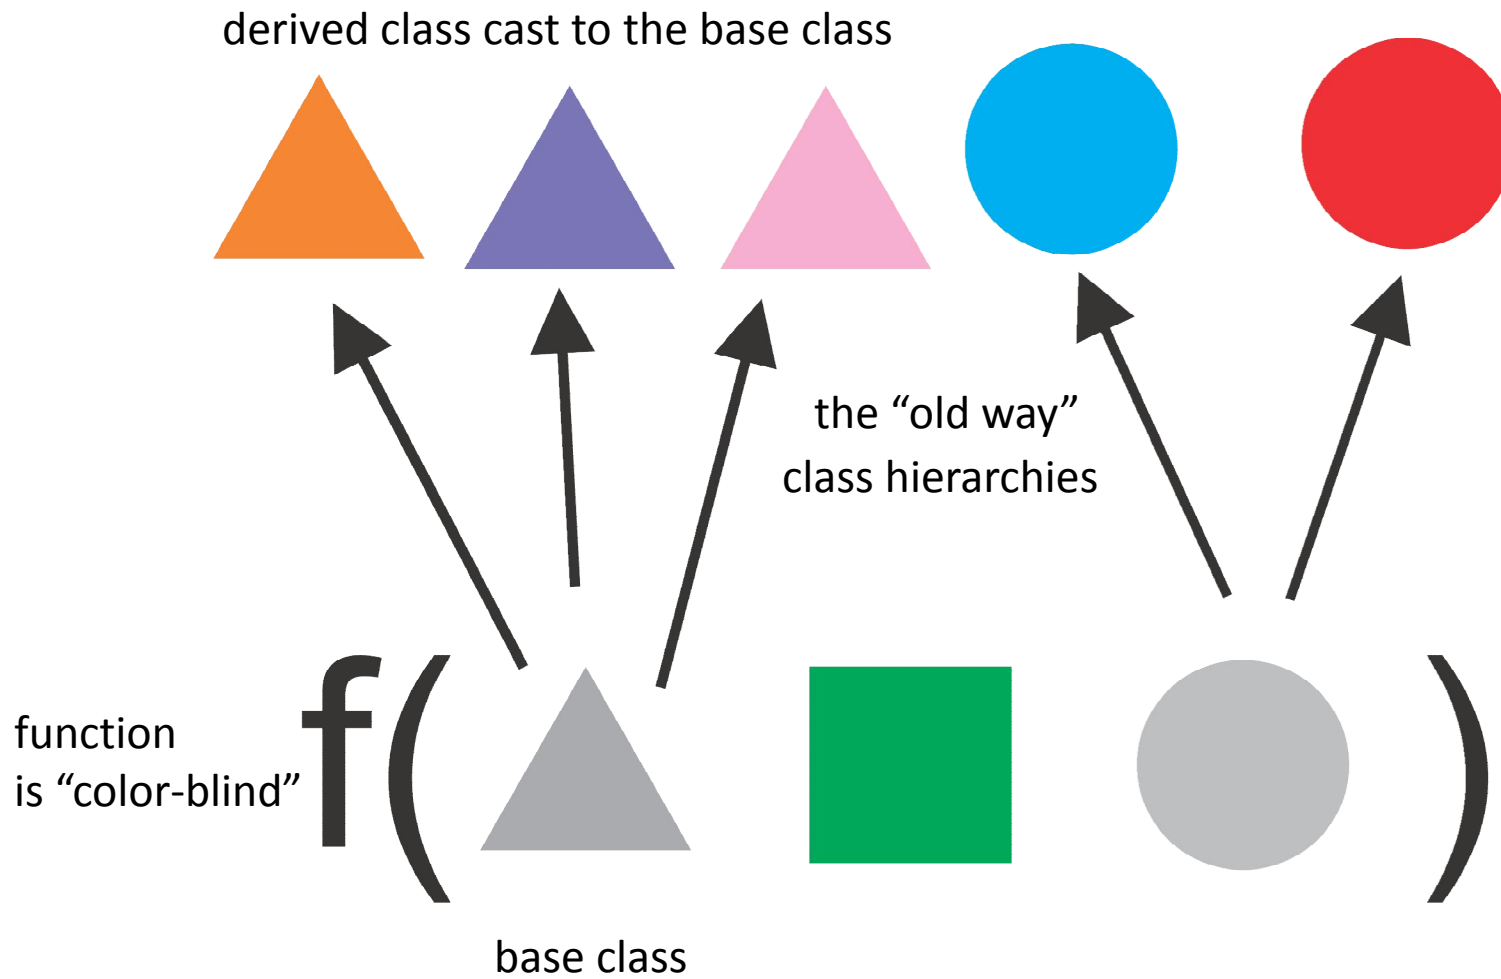 derived class cast to the base class
the “old way”
class hierarchies
function
is “color-blind”
f( )
base class